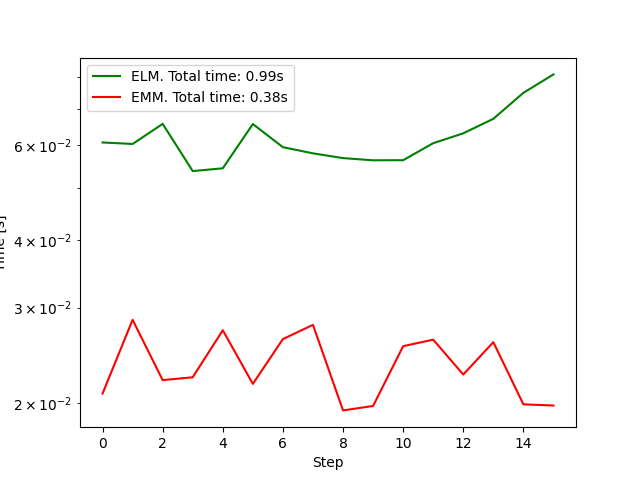 ELM. Total time: 0.99s
EMM. Total time: 0.38s
6 × 10⁻²
4 × 10⁻²
3 × 10⁻²
2 × 10⁻²
0 2 4 6 8 10 12 14
Step